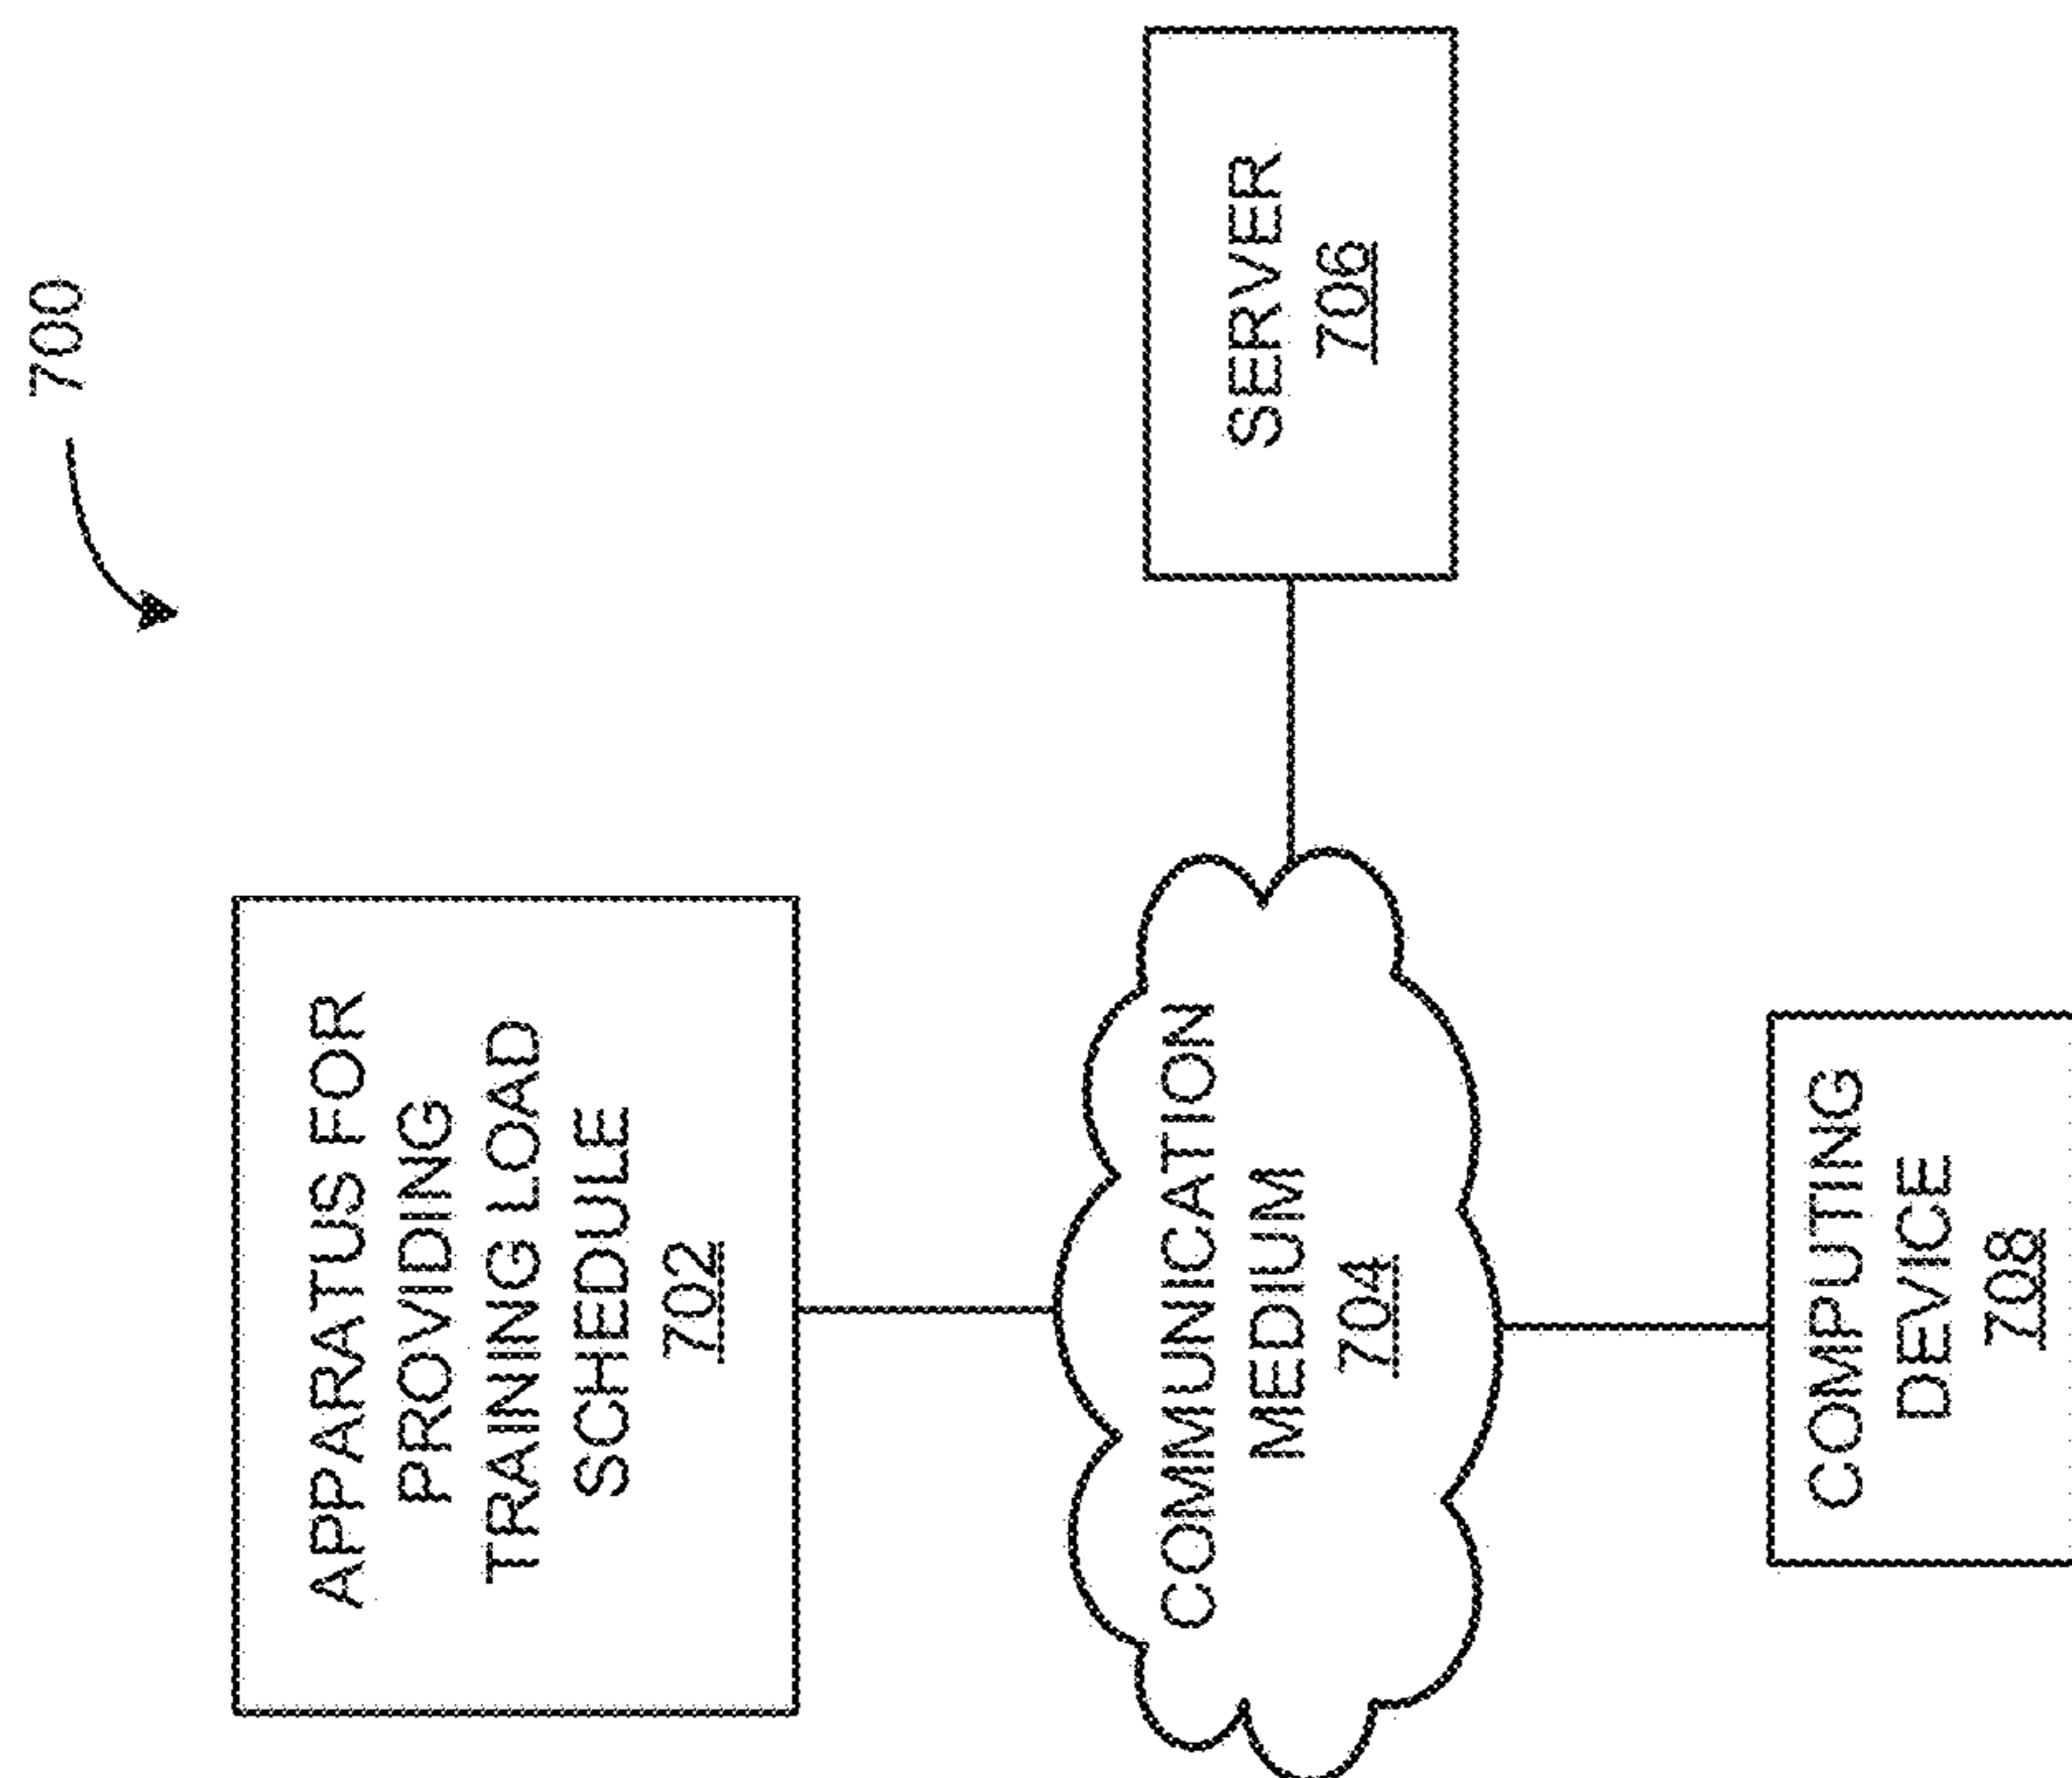 700
APPARATUS FOR
PROVIDING
TRAINING LOAD
SCHEDULE
702
COMMUNICATION
MEDIUM
704
SERVER
706
COMPUTING
DEVICE
708